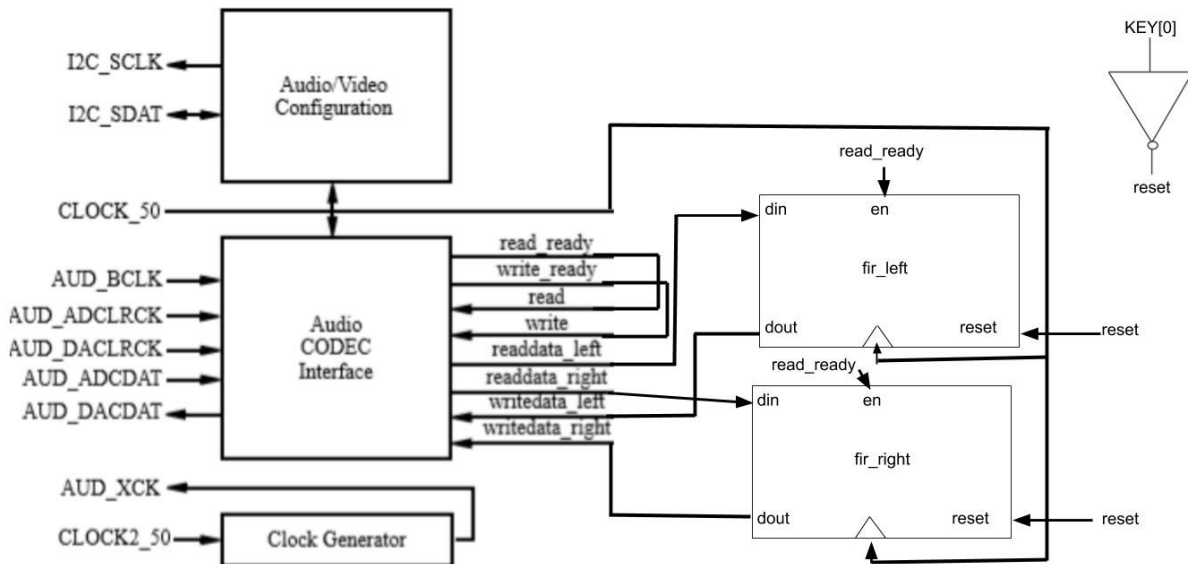 KEY[0]
reset
I2C_SCLK
I2C_SDAT
Audio/Video
Configuration
read_ready
CLOCK_50
din
en
fir_left
dout
reset
reset
AUD_BCLK
AUD_ADCLRCK
AUD_DACLRCK
AUD_ADCDAT
AUD_DACDAT
Audio
CODEC
Interface
read_ready
write_ready
read
write
readdata_left
readdata_right
writedata_left
writedata_right
read_ready
din
en
fir_right
dout
reset
reset
AUD_XCK
CLOCK2_50
Clock Generator